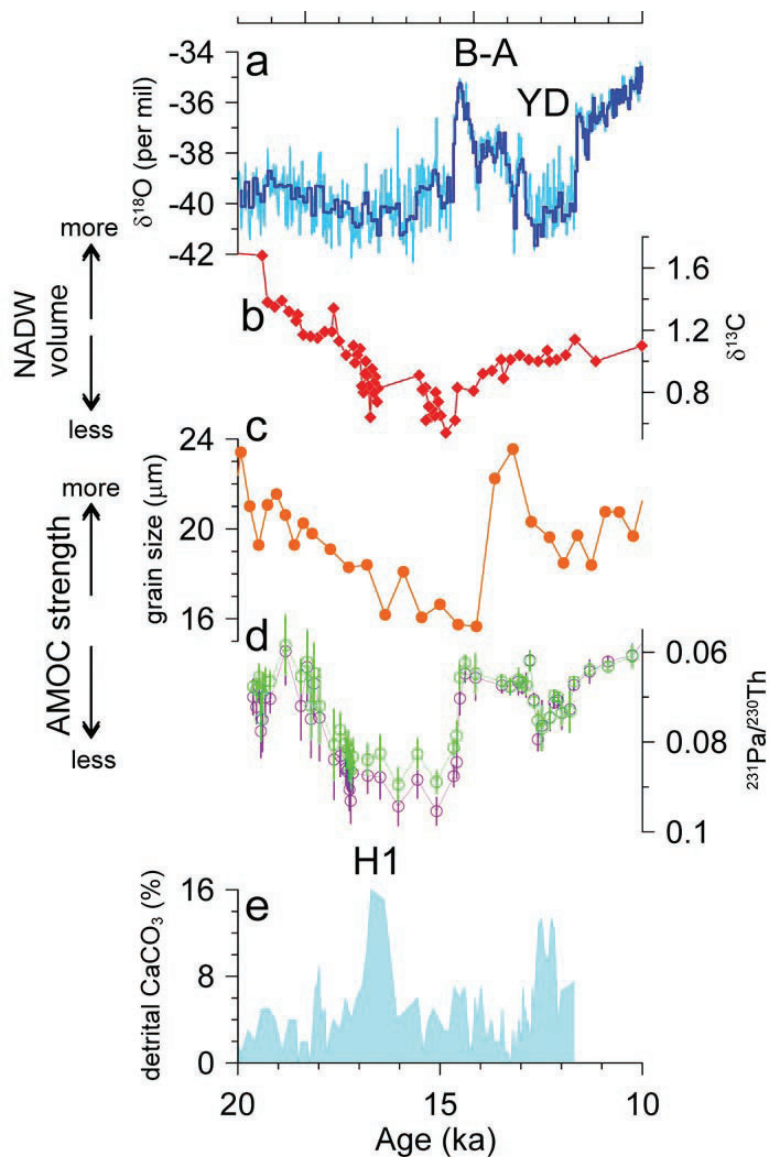 a
B-A
YD
-34
-36
-38
-40
-42
δ18O (per mil)
more
NADW
volume
less
b
1.6
1.2
0.8
δ13C
c
24
20
16
grain size (μm)
more
AMOC strength
less
d
0.06
0.08
0.1
231Pa/230Th
H1
e
16
8
0
detrital CaCO3 (%)
20
15
10
Age (ka)